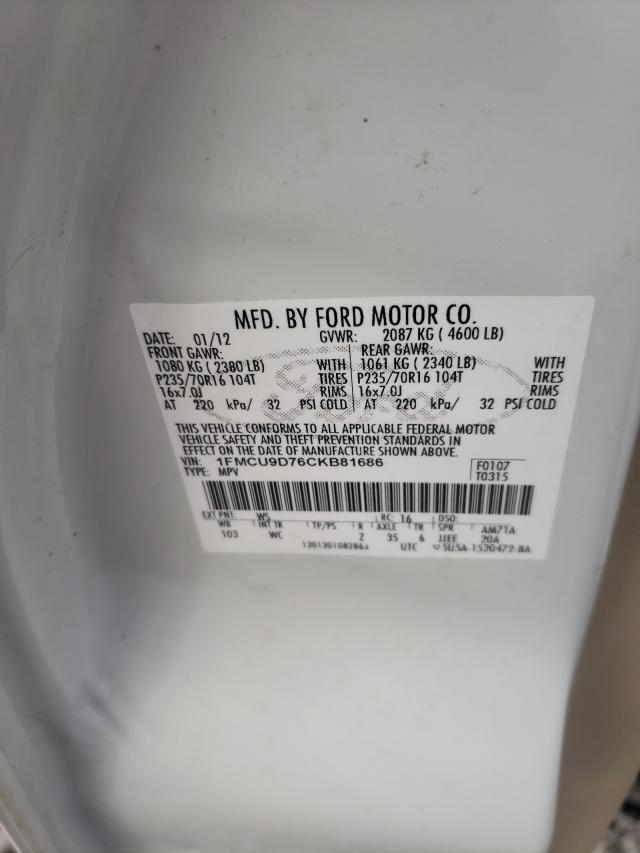 MFD. BY FORD MOTOR CO.
DATE: 01/12 GVWR: 2087 KG ( 4600 LB)
FRONT GAWR: REAR GAWR:
1080 KG ( 2380 LB) WITH 1061 KG ( 2340 LB) WITH
P235/70R16 104T TIRES P235/70R16 104T TIRES
16x7.0J RIMS 16x7.0J RIMS
AT 220 kPa/ 32 PSI COLD AT 220 kPa/ 32 PSI COLD
THIS VEHICLE CONFORMS TO ALL APPLICABLE FEDERAL MOTOR
VEHICLE SAFETY AND THEFT PREVENTION STANDARDS IN
EFFECT ON THE DATE OF MANUFACTURE SHOWN ABOVE.
VIN: 1FMCU9D76CKB81686 F0107
TYPE: MPV T0315
EXT PNT: WS RC: 16 DSO:
WB INT TR TP/PS R AXLE TR SPR AM71A
103 WC Z 35 6 JJEE 20A
UTC 5U5A-1520472-BA